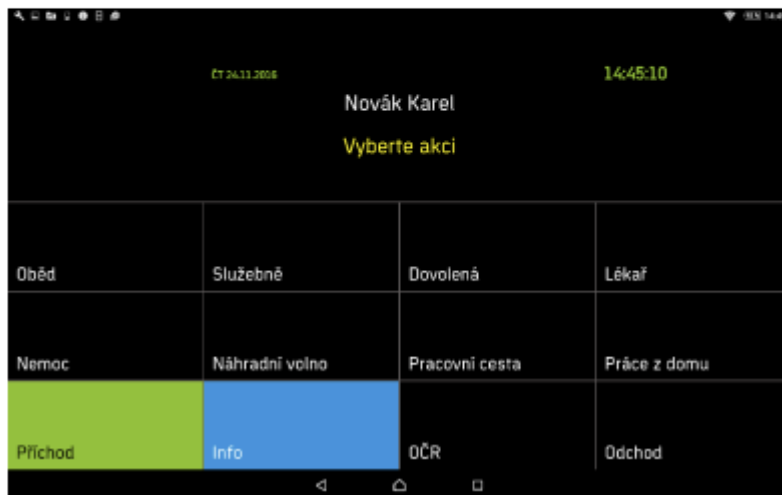 ČT 24.11.2016 14:45:10
Novák Karel
Vyberte akci
Oběd Služebně Dovolená Lékař
Nemoc Náhradní volno Pracovní cesta Práce z domu
Příchod Info OČR Odchod